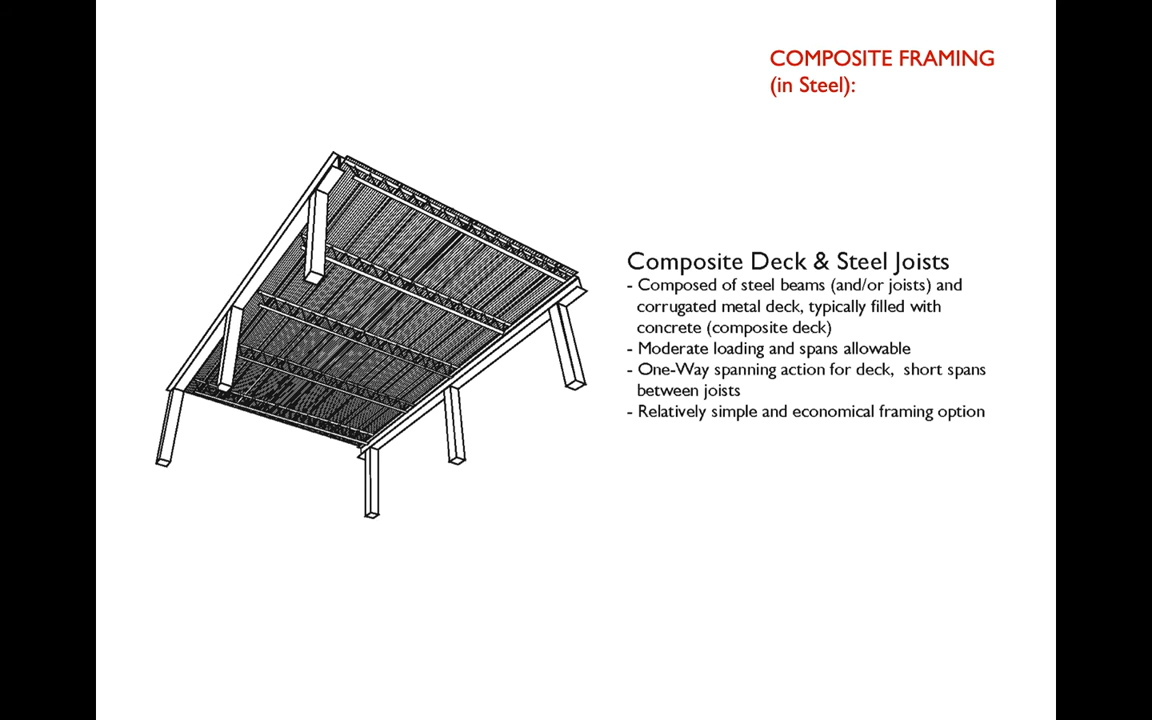 COMPOSITE FRAMING
(in Steel):
Composite Deck & Steel Joists
- Composed of steel beams (and/or joists) and
corrugated metal deck, typically filled with
concrete (composite deck)
- Moderate loading and spans allowable
- One-Way spanning action for deck,  short spans
between joists
- Relatively simple and economical framing option